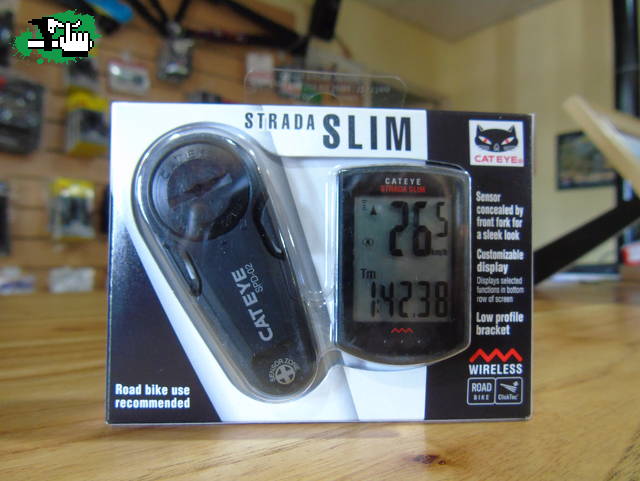 STRADA SLIM
CATEYE
CAT EYE®
CATEYE
STRADA SLIM
26.5
km/h
Tm
1:42.38
CATEYE
SPD-02
SENSOR ZONE
Sensor
concealed by
front fork for
a sleek look
Customizable
display
Displays selected
functions in bottom
row of screen
Low profile
bracket
WIRELESS
ROAD
BIKE
ClickTec
Road bike use
recommended